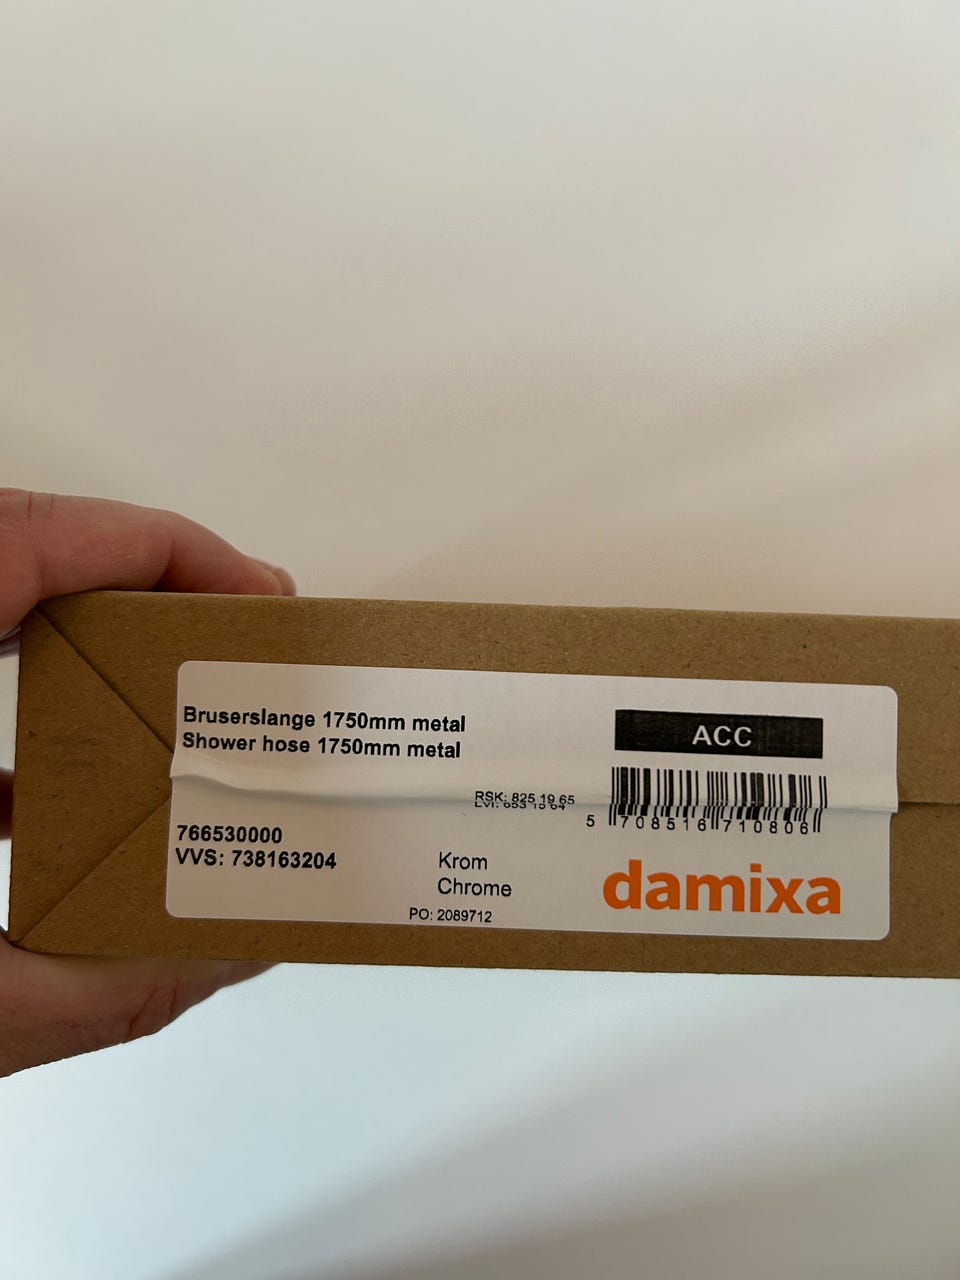 Bruserslange 1750mm metal
Shower hose 1750mm metal
ACC
RSK: 825 19 65
LVI:
5 708516 710806
766530000
VVS: 738163204
Krom
Chrome
PO: 2089712
damixa